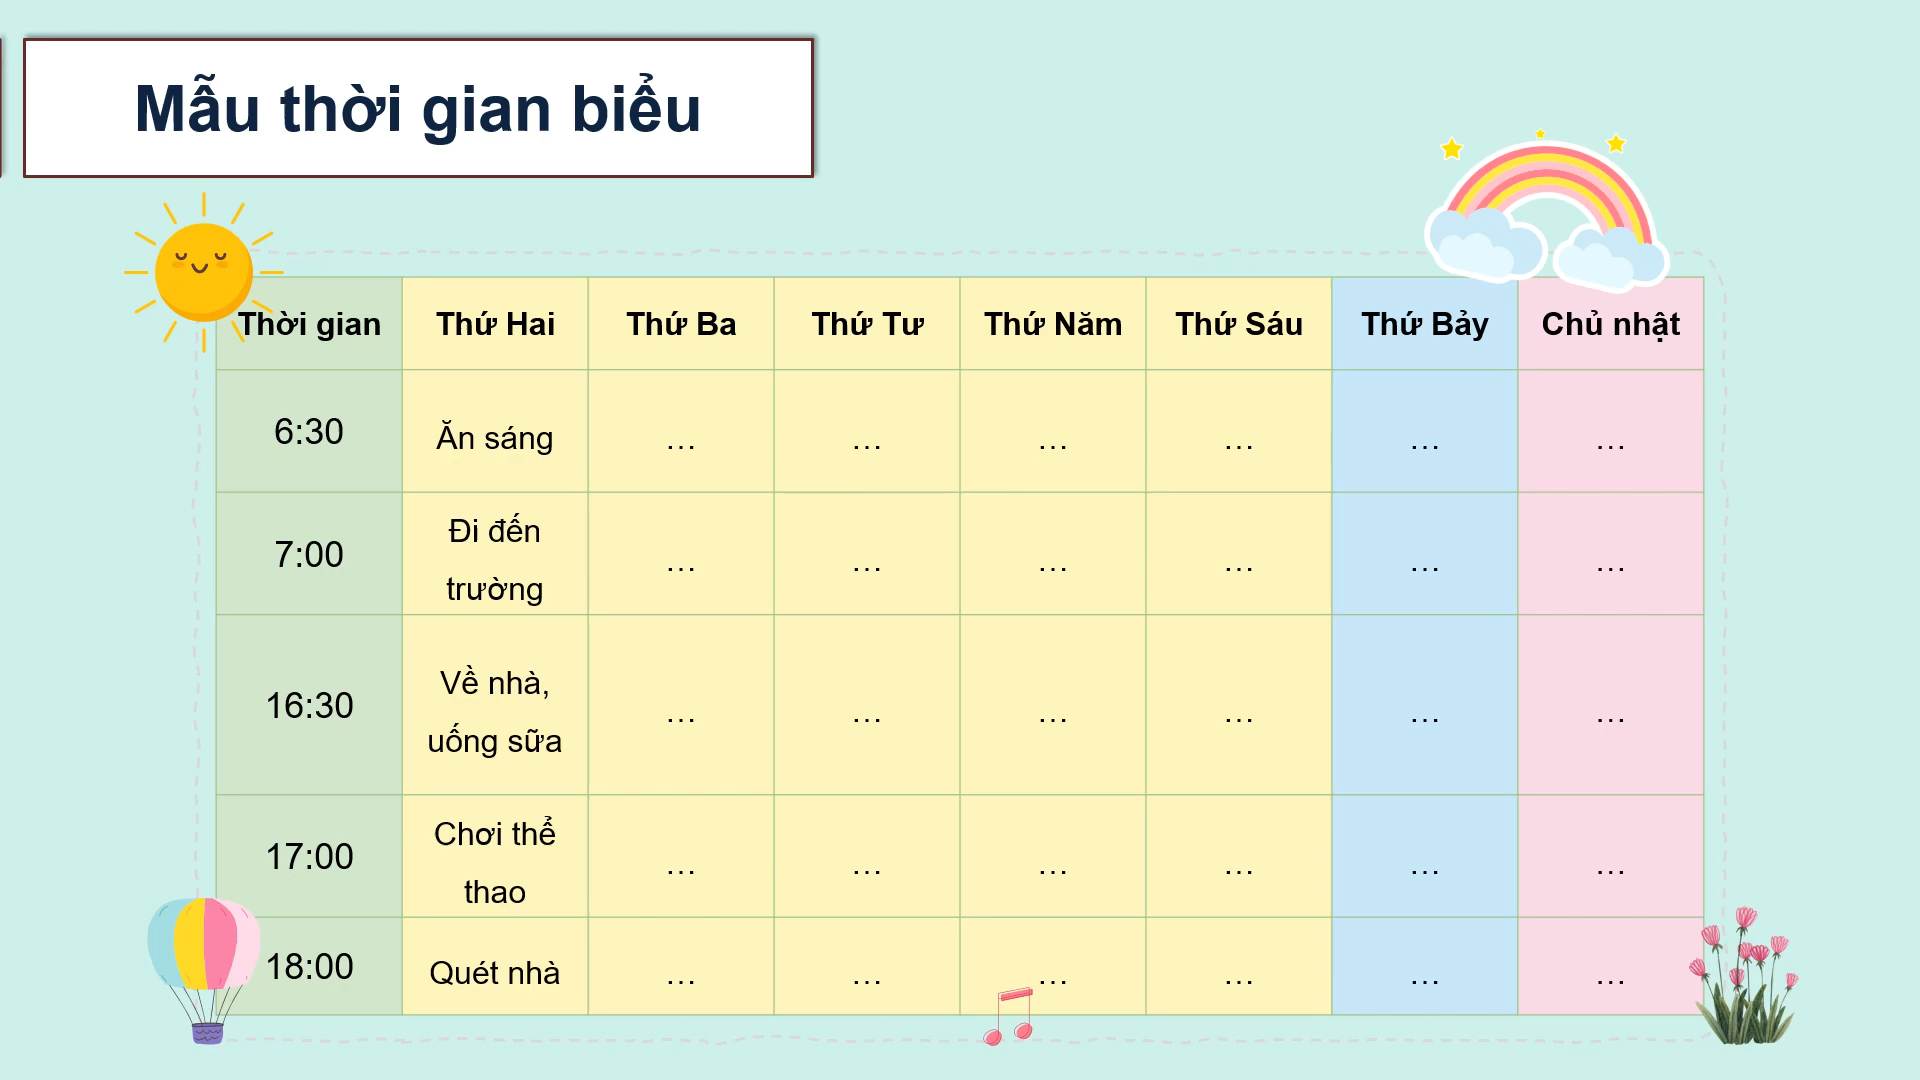 Mẫu thời gian biểu
Thời gian Thứ Hai Thứ Ba Thứ Tư Thứ Năm Thứ Sáu Thứ Bảy Chủ nhật
6:30 Ăn sáng … … … … … …
7:00 Đi đến trường … … … … … …
16:30 Về nhà, uống sữa … … … … … …
17:00 Chơi thể thao … … … … … …
18:00 Quét nhà … … … … … …